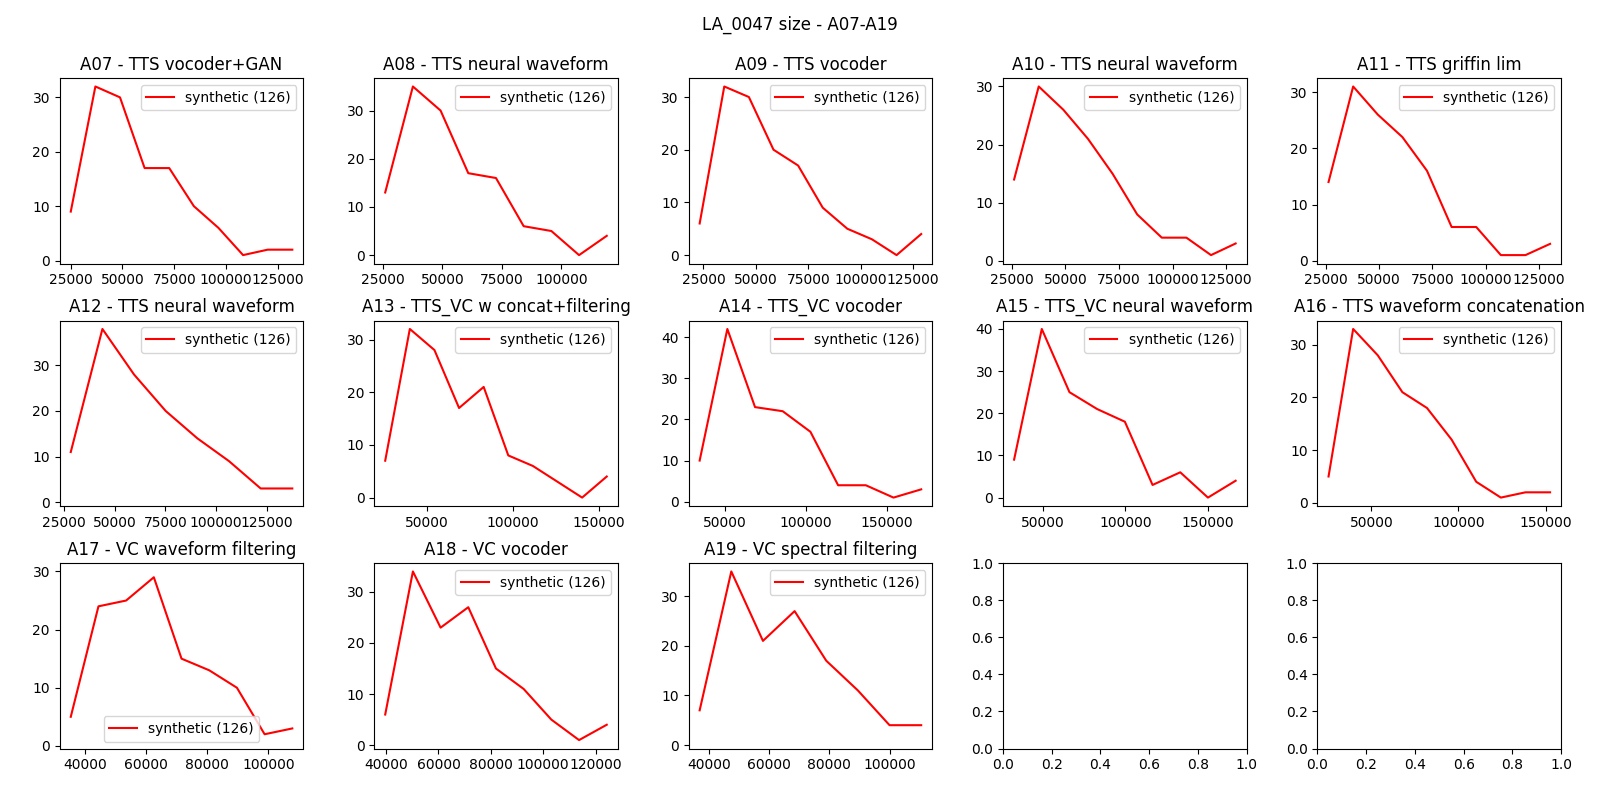 LA_0047 size - A07-A19
A07 - TTS vocoder+GAN
synthetic (126)
30
20
10
0
25000 50000 75000 100000 125000
A08 - TTS neural waveform
synthetic (126)
30
20
10
0
25000 50000 75000 100000
A09 - TTS vocoder
synthetic (126)
30
20
10
0
25000 50000 75000 100000 125000
A10 - TTS neural waveform
synthetic (126)
30
20
10
0
25000 50000 75000 100000 125000
A11 - TTS griffin lim
synthetic (126)
30
20
10
0
25000 50000 75000 100000 125000
A12 - TTS neural waveform
synthetic (126)
30
20
10
0
25000 50000 75000 100000 125000
A13 - TTS_VC w concat+filtering
synthetic (126)
30
20
10
0
50000 100000 150000
A14 - TTS_VC vocoder
synthetic (126)
40
30
20
10
0
50000 100000 150000
A15 - TTS_VC neural waveform
synthetic (126)
40
30
20
10
0
50000 100000 150000
A16 - TTS waveform concatenation
synthetic (126)
30
20
10
0
50000 100000 150000
A17 - VC waveform filtering
30
20
10
0
synthetic (126)
40000 60000 80000 100000
A18 - VC vocoder
synthetic (126)
30
20
10
0
40000 60000 80000 100000 120000
A19 - VC spectral filtering
synthetic (126)
30
20
10
0
40000 60000 80000 100000
1.0
0.8
0.6
0.4
0.2
0.0
0.0 0.2 0.4 0.6 0.8 1.0
1.0
0.8
0.6
0.4
0.2
0.0
0.0 0.2 0.4 0.6 0.8 1.0